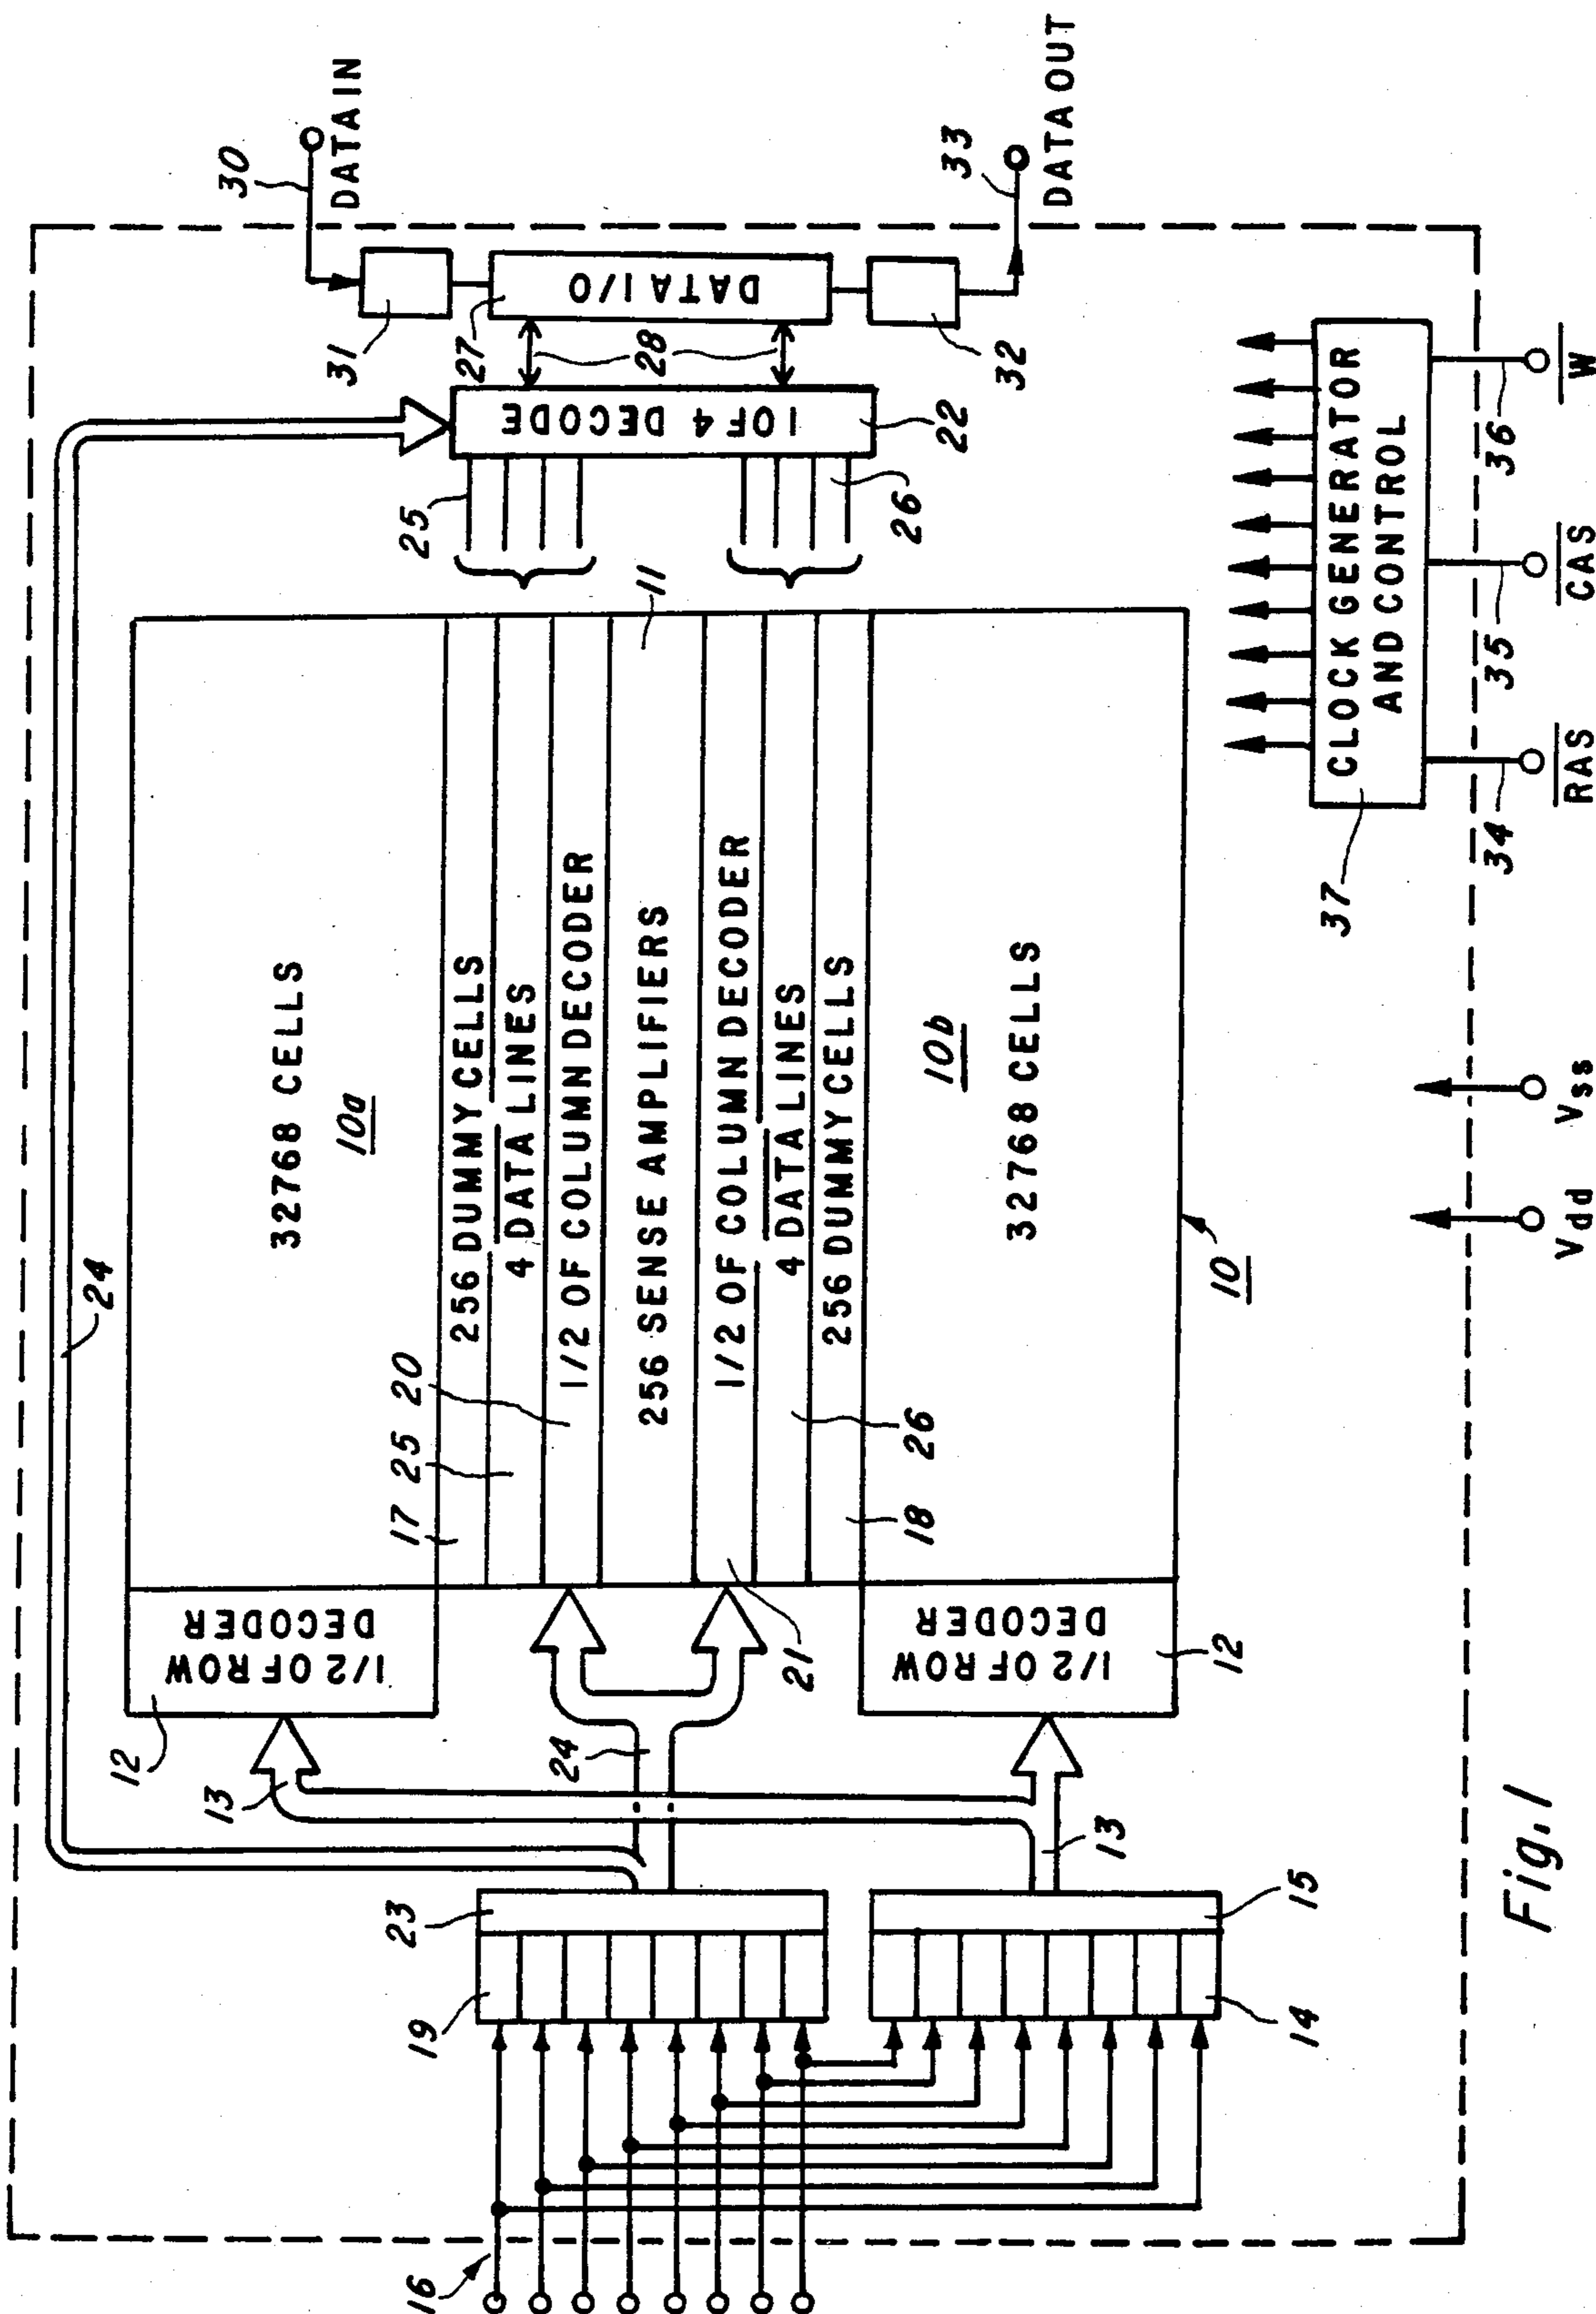 24
30
DATA IN
31
27
DATA I/O
28
32
33
DATA OUT
1 OF 4 DECODE
22
25
26
11
12
1/2 OF ROW
DECODER
32768 CELLS
10a
17
256 DUMMY CELLS
25
4 DATA LINES
20
1/2 OF COLUMN DECODER
256 SENSE AMPLIFIERS
21
1/2 OF COLUMN DECODER
26
4 DATA LINES
18
256 DUMMY CELLS
10b
32768 CELLS
10
1/2 OF ROW
DECODER
12
13
24
13
23
19
15
14
16
37
CLOCK GENERATOR
AND CONTROL
34
35
36
RAS
CAS
W
Vdd
Vss
Fig. 1